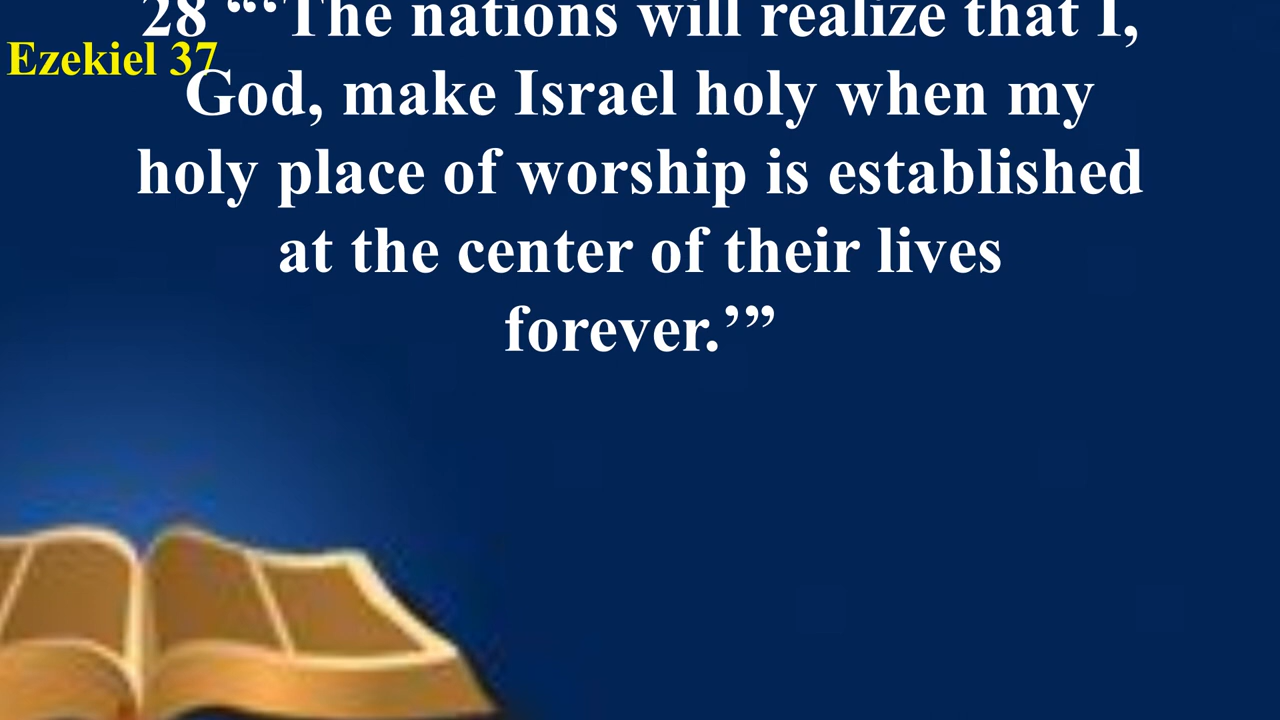 28 “‘The nations will realize that I,
Ezekiel 37
God, make Israel holy when my
holy place of worship is established
at the center of their lives
forever.’”